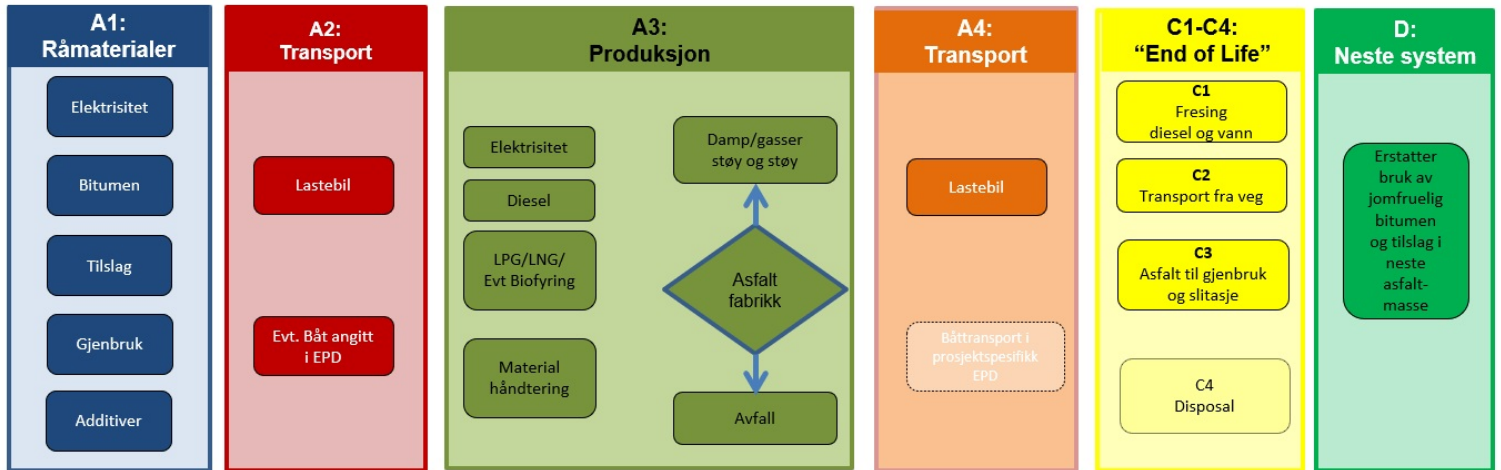 A1:
Råmaterialer
Elektrisitet
Bitumen
Tilslag
Gjenbruk
Additiver
A2:
Transport
Lastebil
Evt. Båt angitt
i EPD
A3:
Produksjon
Elektrisitet
Diesel
LPG/LNG/
Evt Biofyring
Material
håndtering
Damp/gasser
støy og støy
Asfalt
fabrikk
Avfall
A4:
Transport
Lastebil
Båttransport i
prosjektspesifikk
EPD
C1-C4:
“End of Life”
C1
Fresing
diesel og vann
C2
Transport fra veg
C3
Asfalt til gjenbruk
og slitasje
C4
Disposal
D:
Neste system
Erstatter
bruk av
jomfruelig
bitumen
og tilslag i
neste
asfalt-
masse